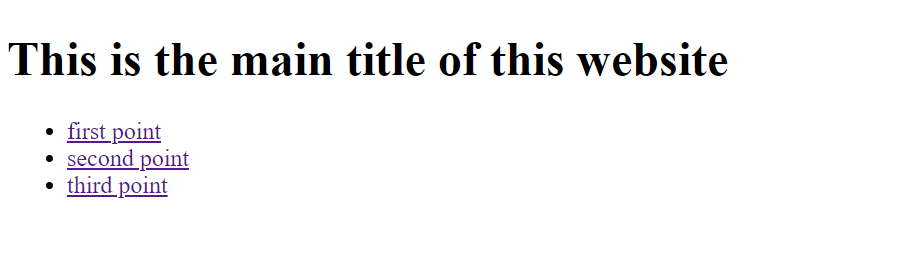 This is the main title of this website
first point
second point
third point